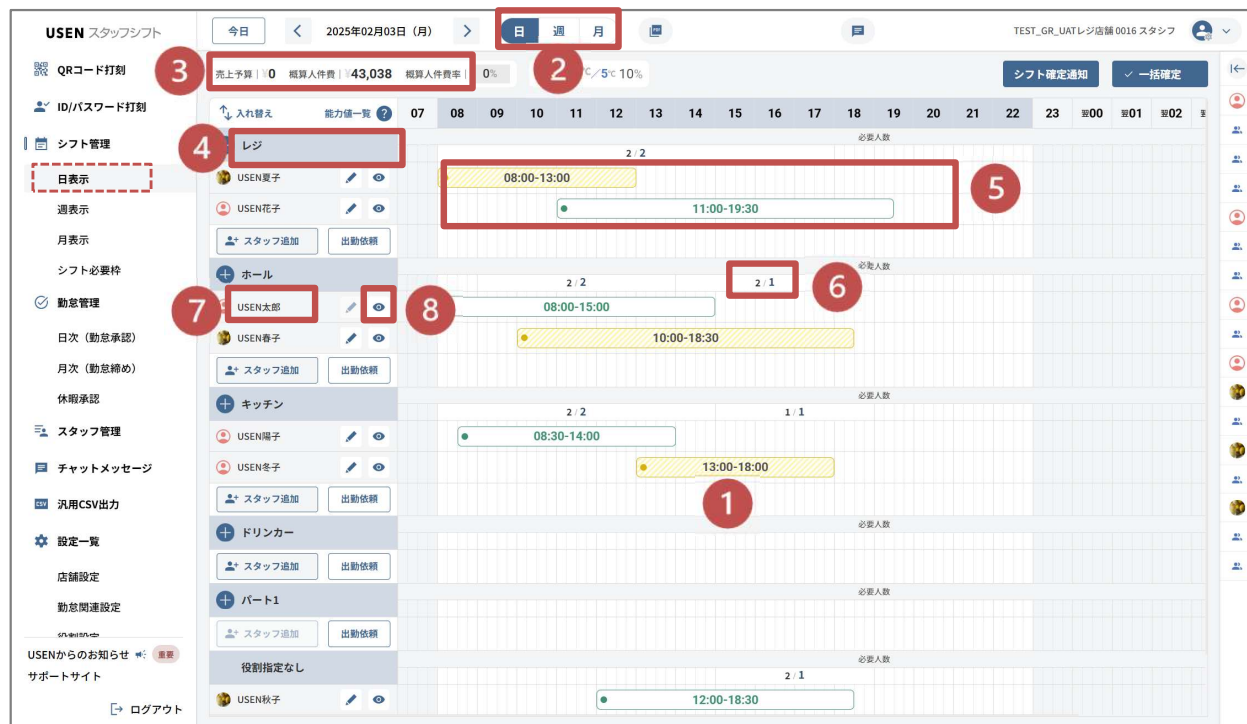 USEN スタッフシフト
今日
2025年02月03日（月）
日
週
月
TEST_GR_UATレジ店舗 0016 スタシフ
QRコード打刻
ID/パスワード打刻
シフト管理
日表示
週表示
月表示
シフト必要枠
勤怠管理
日次（勤怠承認）
月次（勤怠締め）
休暇承認
スタッフ管理
チャットメッセージ
CSV 汎用CSV出力
設定一覧
店舗設定
勤怠関連設定
役割設定
USENからのお知らせ 重要
サポートサイト
ログアウト
3
売上予算 | ¥0 概算人件費 | ¥43,038 概算人件費率 | 0%
2
℃/5℃ 10%
シフト確定通知
一括確定
入れ替え 能力値一覧 ? 07 08 09 10 11 12 13 14 15 16 17 18 19 20 21 22 23 翌00 翌01 翌02
4
レジ
必要人数
2 / 2
USEN夏子
08:00-13:00
5
USEN花子
11:00-19:30
スタッフ追加
出勤依頼
ホール
必要人数
2 / 2
2 / 1
6
7
USEN太郎
8
08:00-15:00
USEN春子
10:00-18:30
スタッフ追加
出勤依頼
キッチン
必要人数
2 / 2
1 / 1
USEN陽子
08:30-14:00
USEN冬子
13:00-18:00
1
スタッフ追加
出勤依頼
ドリンカー
必要人数
スタッフ追加
出勤依頼
パート1
必要人数
スタッフ追加
出勤依頼
役割指定なし
必要人数
2 / 1
USEN秋子
12:00-18:30